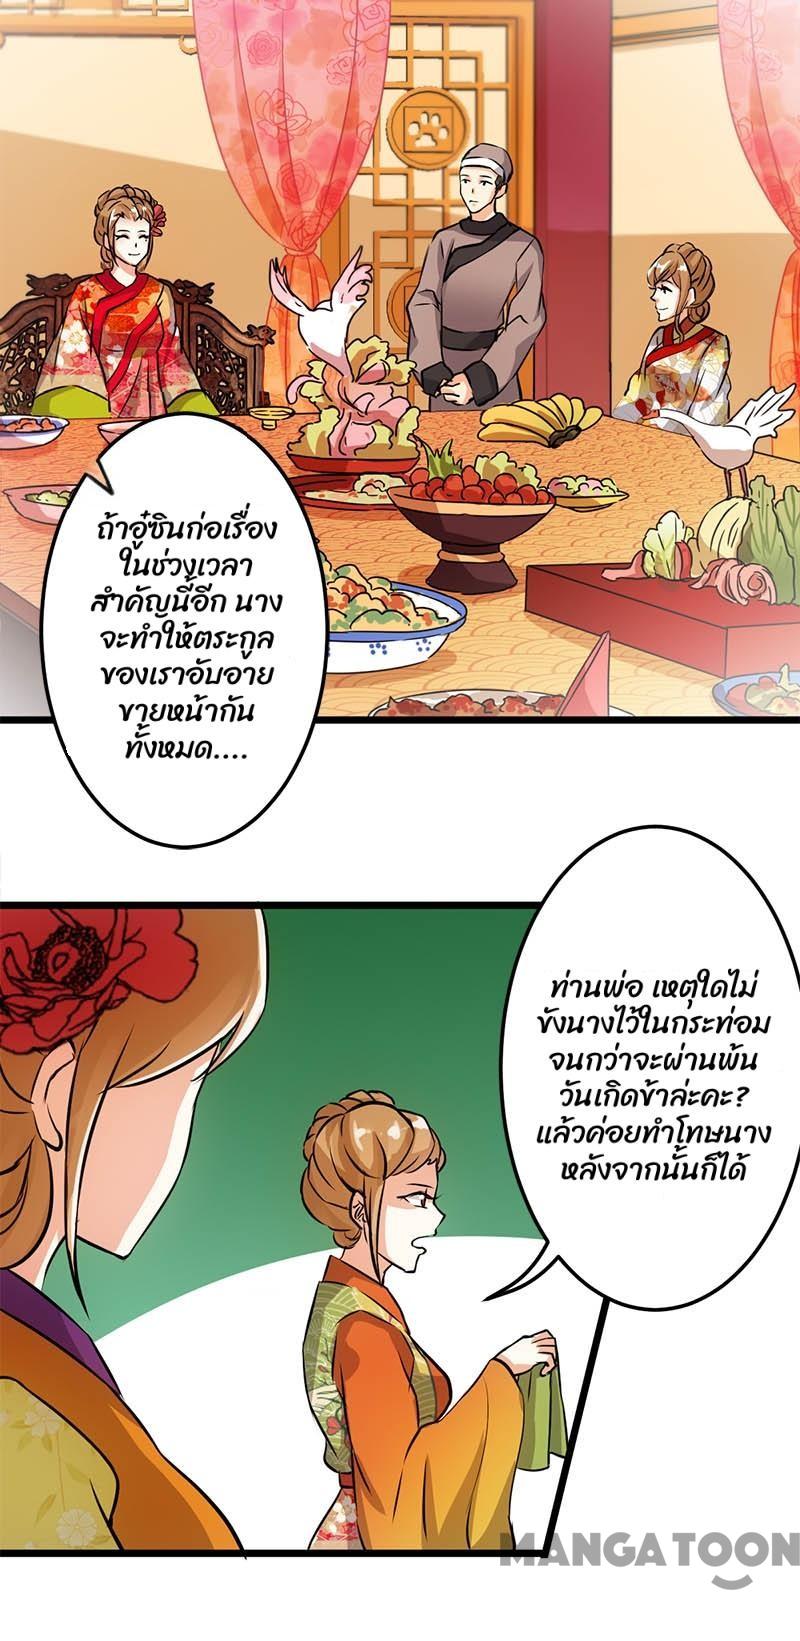 ถ้าอู๋ซินก่อเรื่อง
ในช่วงเวลา
สำคัญนี้อีก นาง
จะทำให้ตระกูล
ของเราอับอาย
ขายหน้ากัน
ทั้งหมด....
ท่านพ่อ เหตุใดไม่
ขังนางไว้ในกระท่อม
จนกว่าจะผ่านพ้น
วันเกิดข้าล่ะคะ?
แล้วค่อยทำโทษนาง
หลังจากนั้นก็ได้
MANGATOON